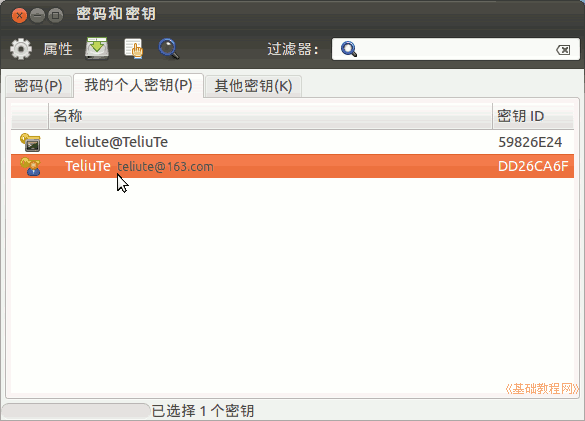 密码和密钥
属性 过滤器：
密码(P) 我的个人密钥(P) 其他密钥(K)
名称 密钥 ID
teliute@TeliuTe 59826E24
TeliuTe teliute@163.com DD26CA6F
《基础教程网》
已选择 1 个密钥